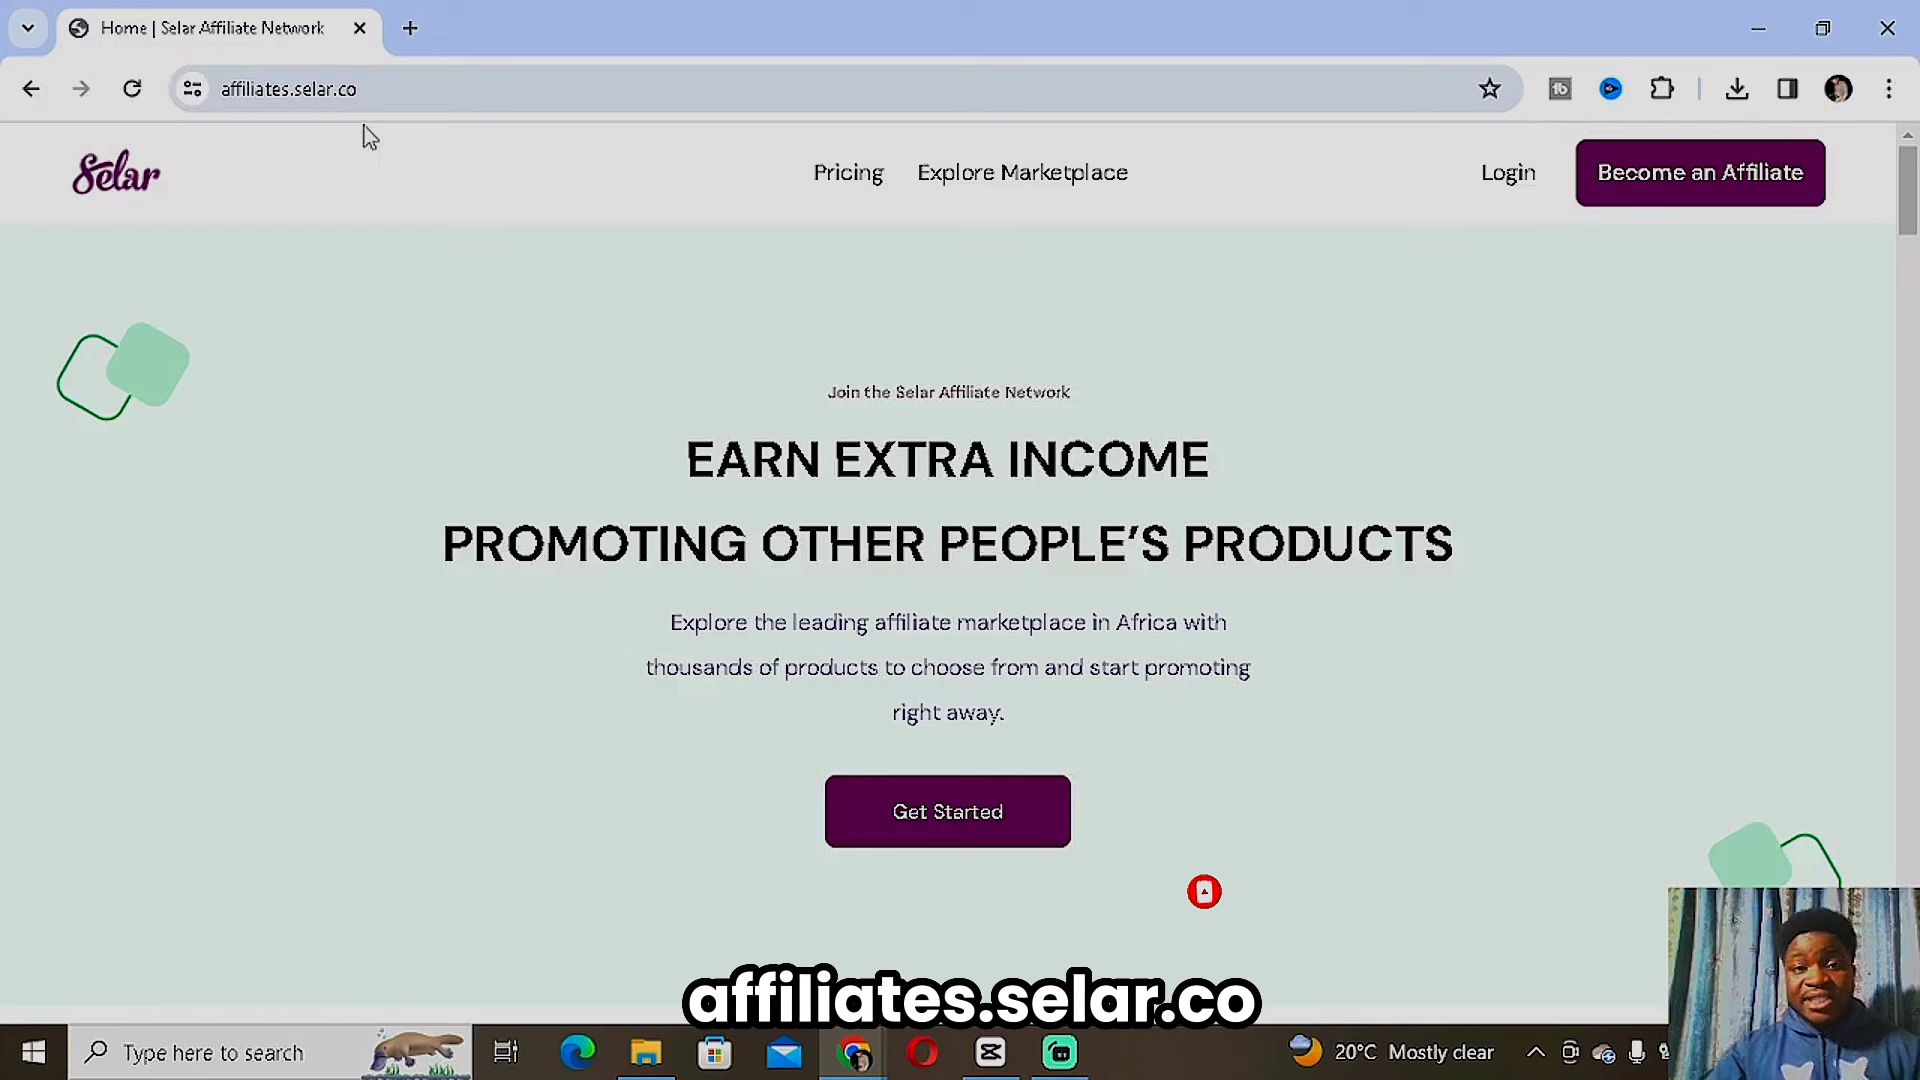 Home | Selar Affiliate Network
affiliates.selar.co
Selar
Pricing
Explore Marketplace
Login
Become an Affiliate
Join the Selar Affiliate Network
EARN EXTRA INCOME
PROMOTING OTHER PEOPLE’S PRODUCTS
Explore the leading affiliate marketplace in Africa with
thousands of products to choose from and start promoting
right away.
Get Started
affiliates.selar.co
Type here to search
20°C Mostly clear